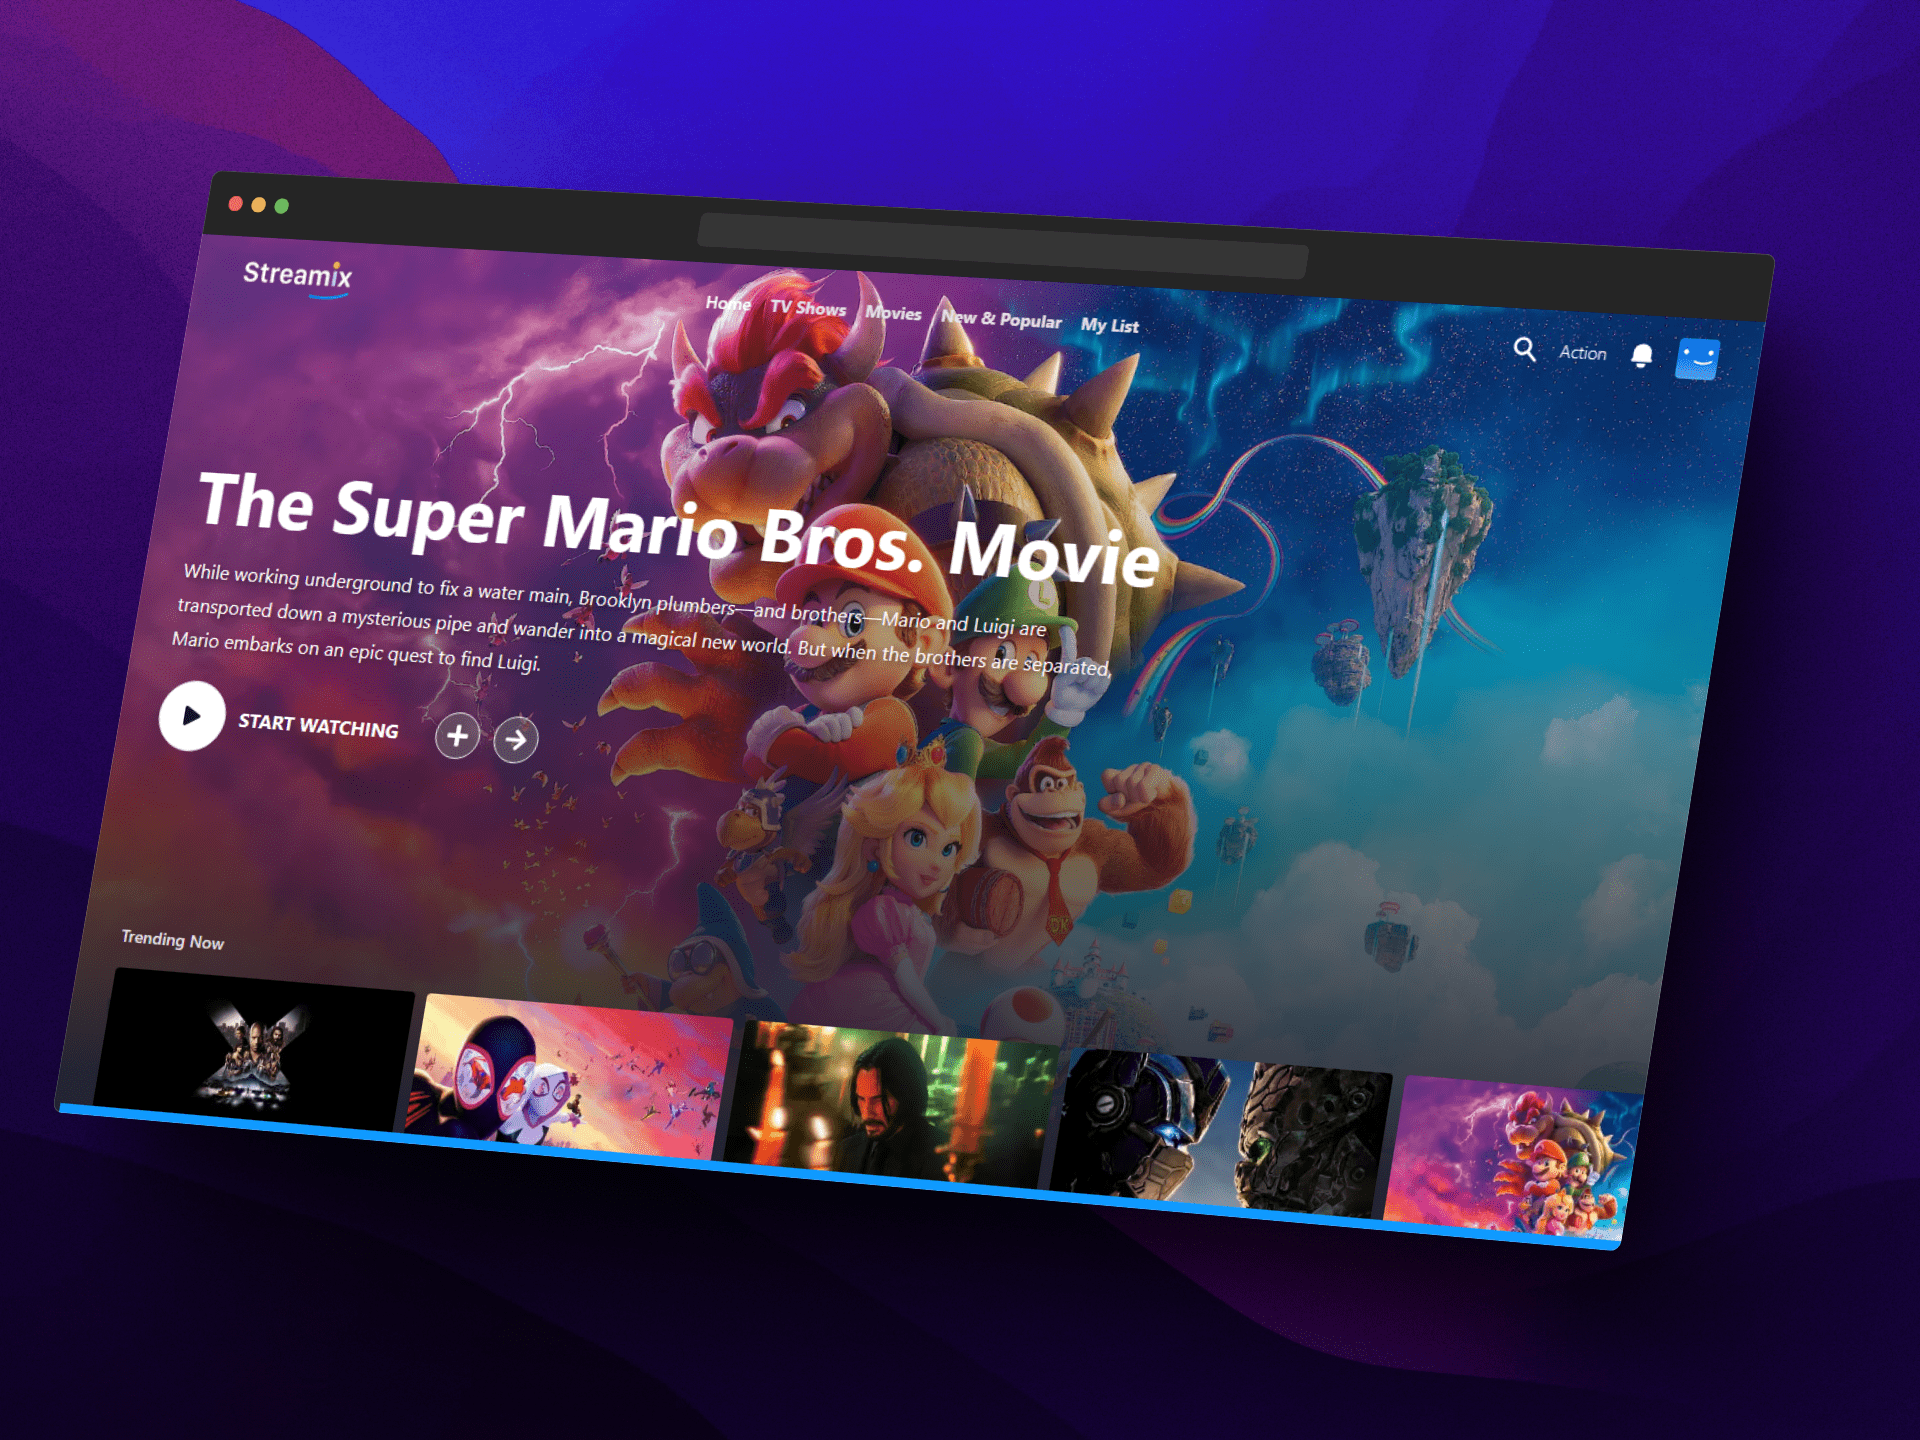 Streamix
Home TV Shows Movies New & Popular My List
Action
The Super Mario Bros. Movie
While working underground to fix a water main, Brooklyn plumbers—and brothers—Mario and Luigi are
transported down a mysterious pipe and wander into a magical new world. But when the brothers are separated,
Mario embarks on an epic quest to find Luigi.
START WATCHING
L
DK
Trending Now
X